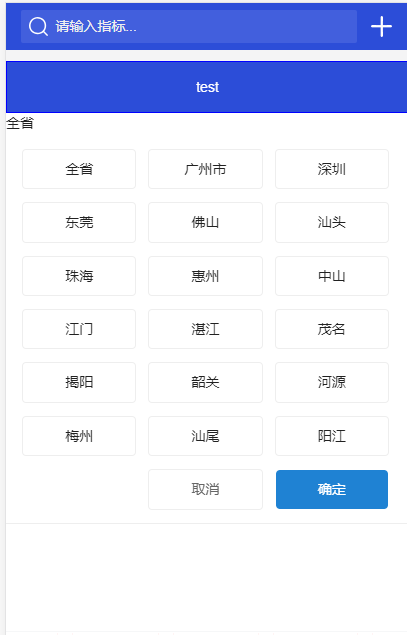 请输入指标...
test
全省
全省 广州市 深圳
东莞 佛山 汕头
珠海 惠州 中山
江门 湛江 茂名
揭阳 韶关 河源
梅州 汕尾 阳江
取消 确定